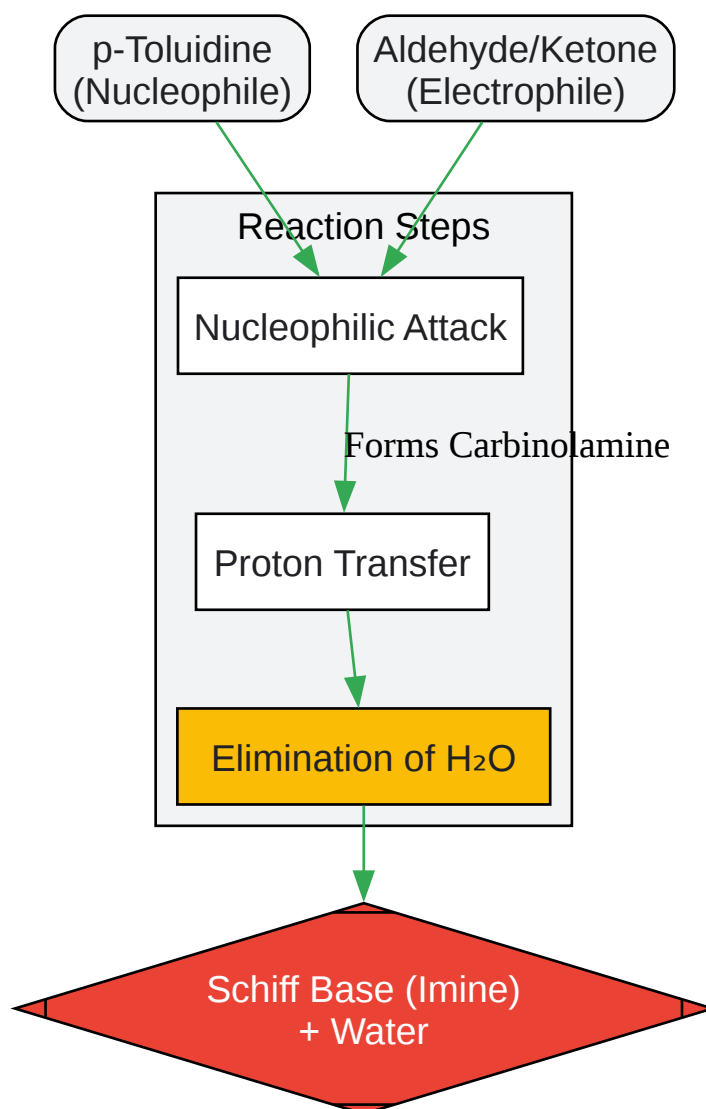 p-Toluidine
(Nucleophile)
Aldehyde/Ketone
(Electrophile)
Reaction Steps
Nucleophilic Attack
Forms Carbinolamine
Proton Transfer
Elimination of H₂O
Schiff Base (Imine)
+ Water